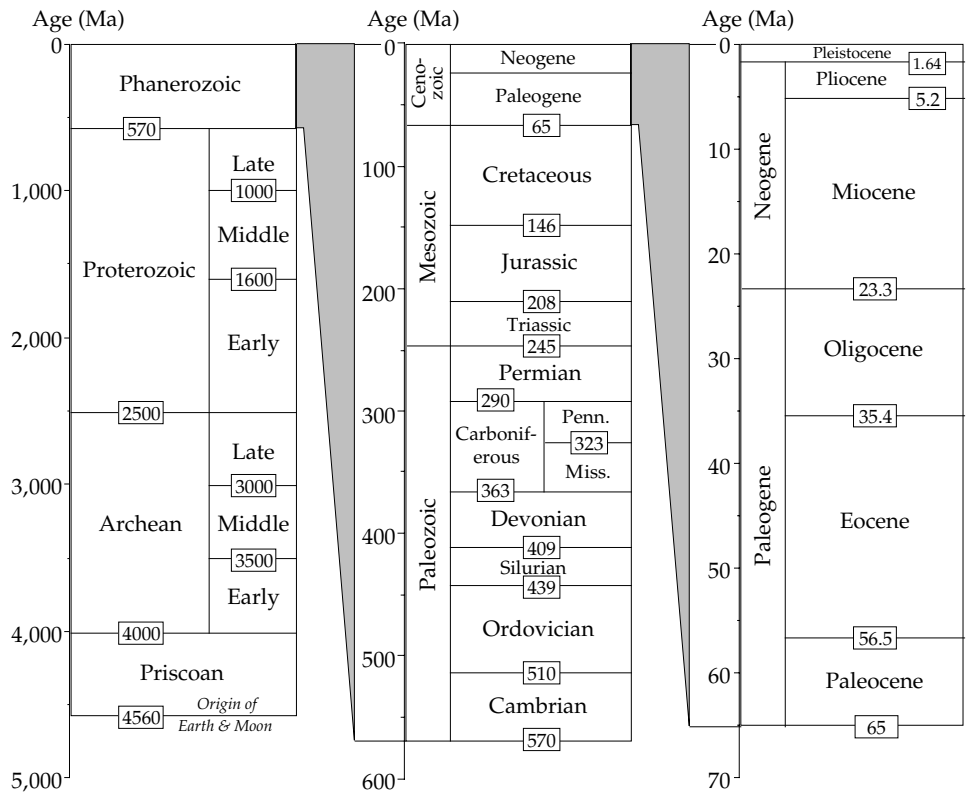 Age (Ma)
0
Phanerozoic
570
Late
1,000
1000
Middle
Proterozoic
1600
2,000
Early
2500
Late
3,000
3000
Archean
Middle
3500
Early
4,000
4000
Priscoan
Origin of
Earth & Moon
4560
5,000
Age (Ma)
0
Ceno-
zoic
Neogene
Paleogene
65
100
Cretaceous
Mesozoic
146
Jurassic
200
208
Triassic
245
Permian
290
300
Carbonif-
erous
Penn.
323
Miss.
363
Paleozoic
Devonian
400
409
Silurian
439
Ordovician
500
510
Cambrian
570
600
Age (Ma)
0
Pleistocene
1.64
Pliocene
5.2
10
Neogene
Miocene
20
23.3
Oligocene
30
35.4
40
Paleogene
Eocene
50
56.5
60
Paleocene
65
70